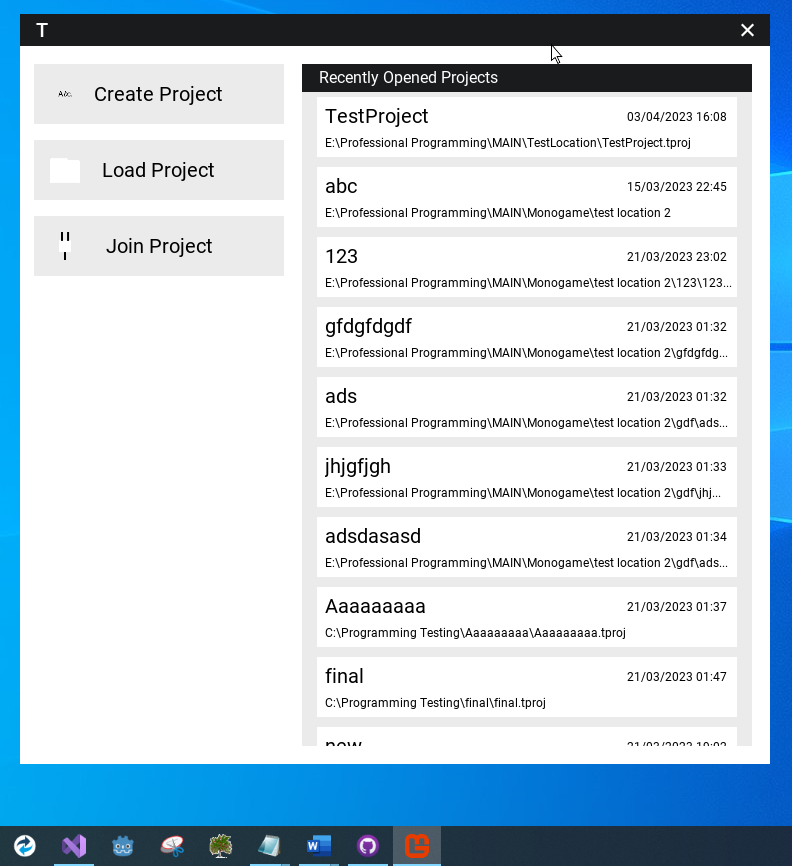 T
Create Project
Load Project
Join Project
Recently Opened Projects
TestProject 03/04/2023 16:08
E:\Professional Programming\MAIN\TestLocation\TestProject.tproj
abc 15/03/2023 22:45
E:\Professional Programming\MAIN\Monogame\test location 2
123 21/03/2023 23:02
E:\Professional Programming\MAIN\Monogame\test location 2\123\123...
gfdgfdgdf 21/03/2023 01:32
E:\Professional Programming\MAIN\Monogame\test location 2\gfdgfdg...
ads 21/03/2023 01:32
E:\Professional Programming\MAIN\Monogame\test location 2\gdf\ads...
jhjgfjgh 21/03/2023 01:33
E:\Professional Programming\MAIN\Monogame\test location 2\gdf\jhj...
adsdasasd 21/03/2023 01:34
E:\Professional Programming\MAIN\Monogame\test location 2\gdf\ads...
Aaaaaaaaa 21/03/2023 01:37
C:\Programming Testing\Aaaaaaaaa\Aaaaaaaaa.tproj
final 21/03/2023 01:47
C:\Programming Testing\final\final.tproj